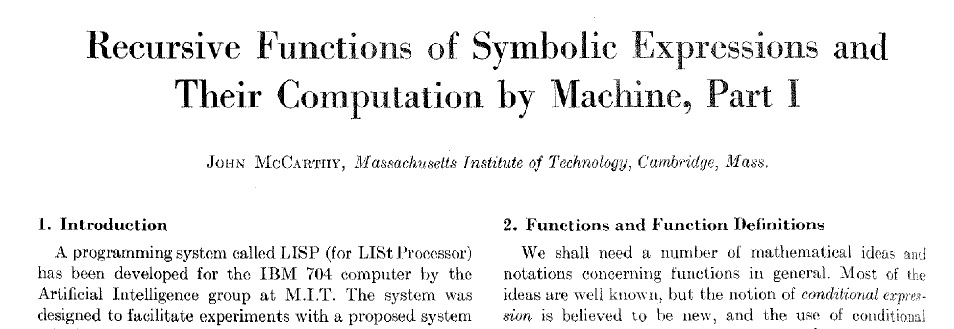 Recursive Functions of Symbolic Expressions and
Their Computation by Machine, Part I
JOHN MCCARTHY, Massachusetts Institute of Technology, Cambridge, Mass.
1. Introduction
A programming system called LISP (for LISt Processor)
has been developed for the IBM 704 computer by the
Artificial Intelligence group at M.I.T. The system was
designed to facilitate experiments with a proposed system
2. Functions and Function Definitions
We shall need a number of mathematical ideas and
notations concerning functions in general. Most of the
ideas are well known, but the notion of conditional expres-
sion is believed to be new, and the use of conditional